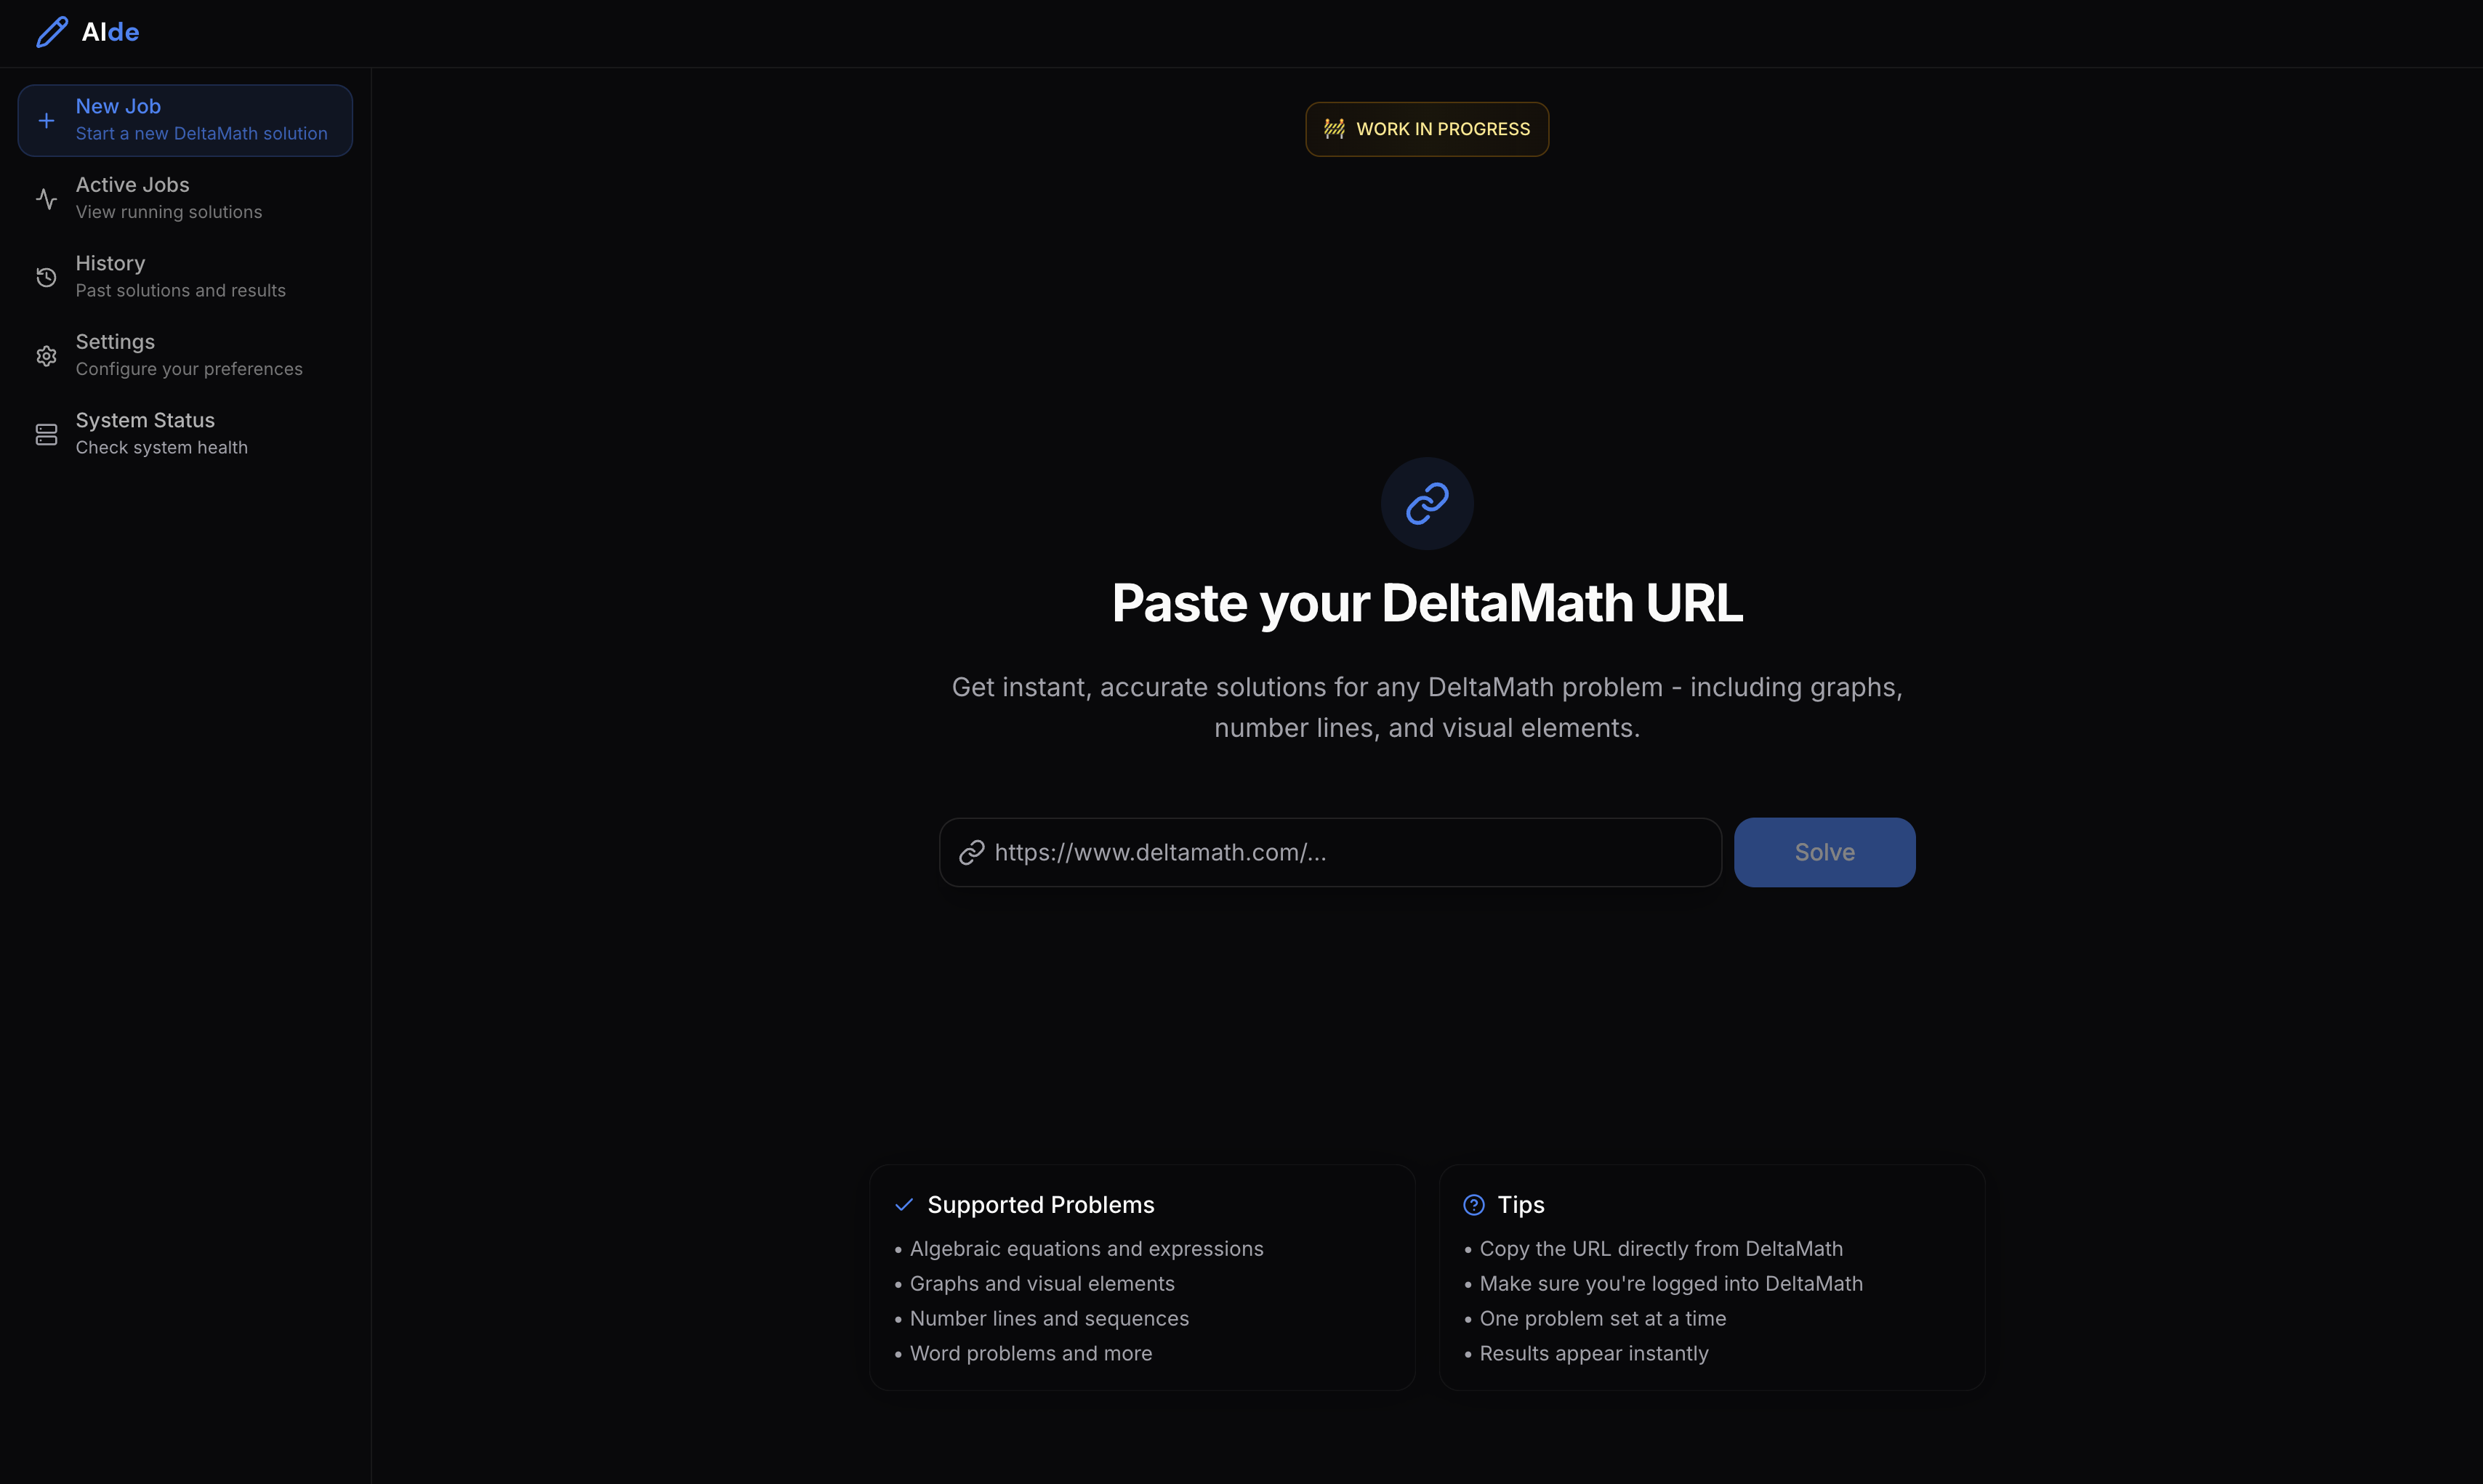 AIde
New Job
Start a new DeltaMath solution
Active Jobs
View running solutions
History
Past solutions and results
Settings
Configure your preferences
System Status
Check system health
🚧 WORK IN PROGRESS
Paste your DeltaMath URL
Get instant, accurate solutions for any DeltaMath problem - including graphs,
number lines, and visual elements.
https://www.deltamath.com/...
Solve
Supported Problems
• Algebraic equations and expressions
• Graphs and visual elements
• Number lines and sequences
• Word problems and more
Tips
• Copy the URL directly from DeltaMath
• Make sure you're logged into DeltaMath
• One problem set at a time
• Results appear instantly